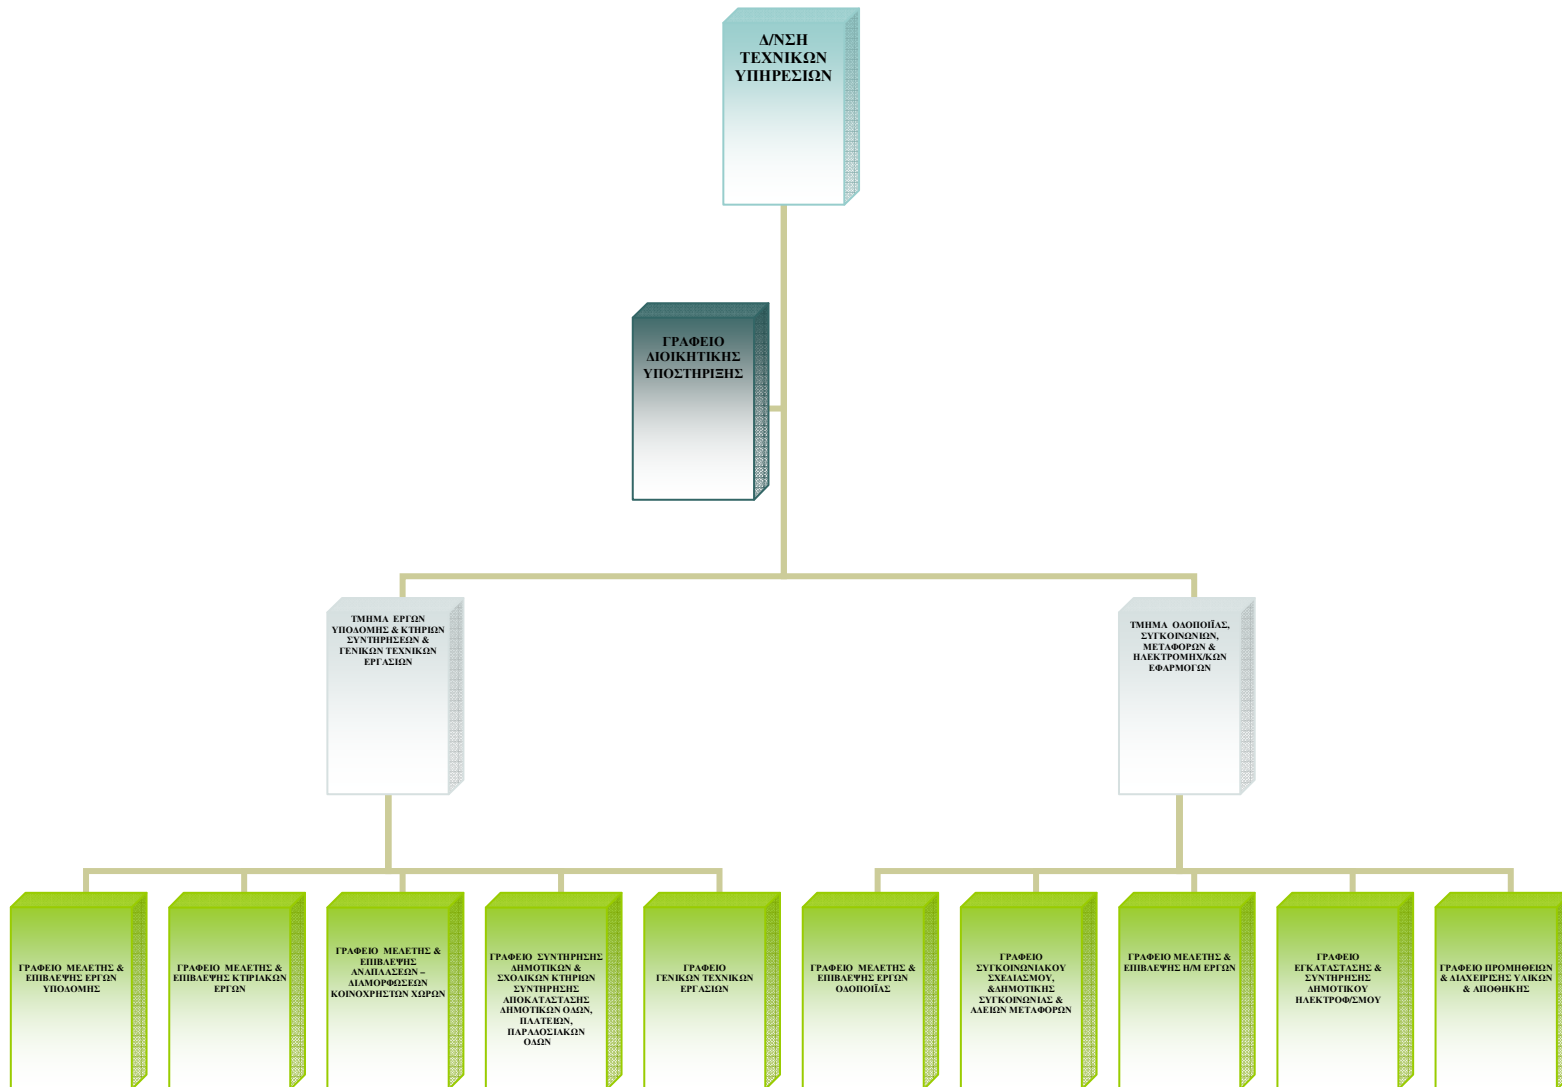 Δ/ΝΣΗ
ΤΕΧΝΙΚΩΝ
ΥΠΗΡΕΣΙΩΝ
ΓΡΑΦΕΙΟ
ΔΙΟΙΚΗΤΙΚΗΣ
ΥΠΟΣΤΗΡΙΞΗΣ
ΤΜΗΜΑ ΕΡΓΩΝ
ΥΠΟΔΟΜΗΣ & ΚΤΗΡΙΩΝ
ΣΥΝΤΗΡΗΣΕΩΝ &
ΓΕΝΙΚΩΝ ΤΕΧΝΙΚΩΝ
ΕΡΓΑΣΙΩΝ
ΤΜΗΜΑ ΟΔΟΠΟΙΪΑΣ,
ΣΥΓΚΟΙΝΩΝΙΩΝ,
ΜΕΤΑΦΟΡΩΝ &
ΗΛΕΚΤΡΟΜΗΧ/ΚΩΝ
ΕΦΑΡΜΟΓΩΝ
ΓΡΑΦΕΙΟ ΜΕΛΕΤΗΣ &
ΕΠΙΒΛΕΨΗΣ ΕΡΓΩΝ
ΥΠΟΔΟΜΗΣ
ΓΡΑΦΕΙΟ ΜΕΛΕΤΗΣ &
ΕΠΙΒΛΕΨΗΣ ΚΤΙΡΙΑΚΩΝ
ΕΡΓΩΝ
ΓΡΑΦΕΙΟ ΜΕΛΕΤΗΣ &
ΕΠΙΒΛΕΨΗΣ
ΑΝΑΠΛΑΣΕΩΝ –
ΔΙΑΜΟΡΦΩΣΕΩΝ
ΚΟΙΝΟΧΡΗΣΤΩΝ ΧΩΡΩΝ
ΓΡΑΦΕΙΟ ΣΥΝΤΗΡΗΣΗΣ
ΔΗΜΟΤΙΚΩΝ &
ΣΧΟΛΙΚΩΝ ΚΤΗΡΙΩΝ
ΣΥΝΤΗΡΗΣΗΣ
ΑΠΟΚΑΤΑΣΤΑΣΗΣ
ΔΗΜΟΤΙΚΩΝ ΟΔΩΝ,
ΠΛΑΤΕΙΩΝ,
ΠΑΡΑΔΟΣΙΑΚΩΝ
ΟΔΩΝ
ΓΡΑΦΕΙΟ
ΓΕΝΙΚΩΝ ΤΕΧΝΙΚΩΝ
ΕΡΓΑΣΙΩΝ
ΓΡΑΦΕΙΟ ΜΕΛΕΤΗΣ &
ΕΠΙΒΛΕΨΗΣ ΕΡΓΩΝ
ΟΔΟΠΟΙΪΑΣ
ΓΡΑΦΕΙΟ
ΣΥΓΚΟΙΝΩΝΙΑΚΟΥ
ΣΧΕΔΙΑΣΜΟΥ,
&ΔΗΜΟΤΙΚΗΣ
ΣΥΓΚΟΙΝΩΝΙΑΣ &
ΑΔΕΙΩΝ ΜΕΤΑΦΟΡΩΝ
ΓΡΑΦΕΙΟ ΜΕΛΕΤΗΣ &
ΕΠΙΒΛΕΨΗΣ Η/Μ ΕΡΓΩΝ
ΓΡΑΦΕΙΟ
ΕΓΚΑΤΑΣΤΑΣΗΣ &
ΣΥΝΤΗΡΗΣΗΣ
ΔΗΜΟΤΙΚΟΥ
ΗΛΕΚΤΡΟΦ/ΣΜΟΥ
ΓΡΑΦΕΙΟ ΠΡΟΜΗΘΕΙΩΝ
& ΔΙΑΧΕΙΡΙΣΗΣ ΥΛΙΚΩΝ
& ΑΠΟΘΗΚΗΣ